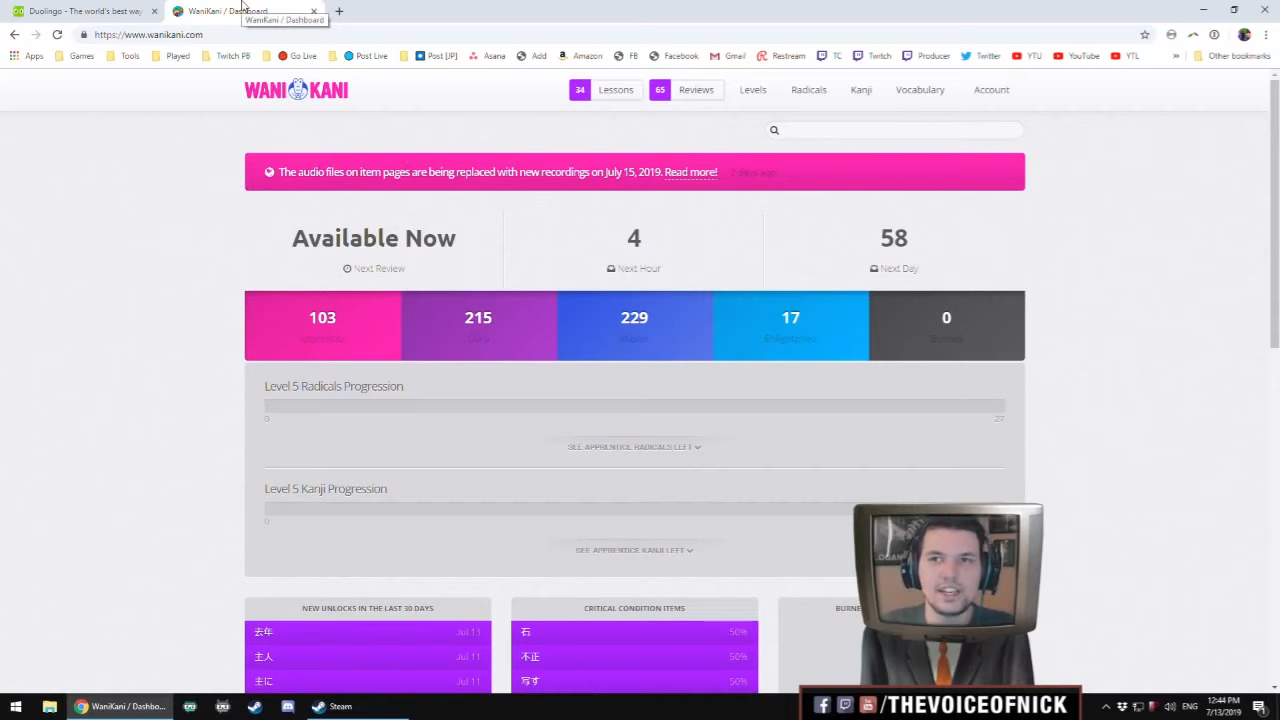 Duolingo - The world's best way
WaniKani / Dashboard
WaniKani / Dashboard
https://www.wanikani.com
Apps Games Tools Played Twitch PB Go Live Post Live Post [JP] Asana Add Amazon FB Facebook Gmail Restream TC Twitch Producer Twitter YTU YouTube YTL » Other bookmarks
WANI KANI
34 Lessons 65 Reviews Levels Radicals Kanji Vocabulary Account
The audio files on item pages are being replaced with new recordings on July 15, 2019. Read more! 2 days ago
Available Now 4 58
Next Review Next Hour Next Day
103 215 229 17 0
Apprentice Guru Master Enlightened Burned
Level 5 Radicals Progression
0 27
SEE APPRENTICE RADICALS LEFT
Level 5 Kanji Progression
0
SEE APPRENTICE KANJI LEFT
NEW UNLOCKS IN THE LAST 30 DAYS CRITICAL CONDITION ITEMS
去年 Jul 11 石 50%
主人 Jul 11 不正 50%
主に Jul 11 写す 50%
/THEVOICEOFNICK
WaniKani / Dashbo... Steam ENG 12:44 PM
7/13/2019